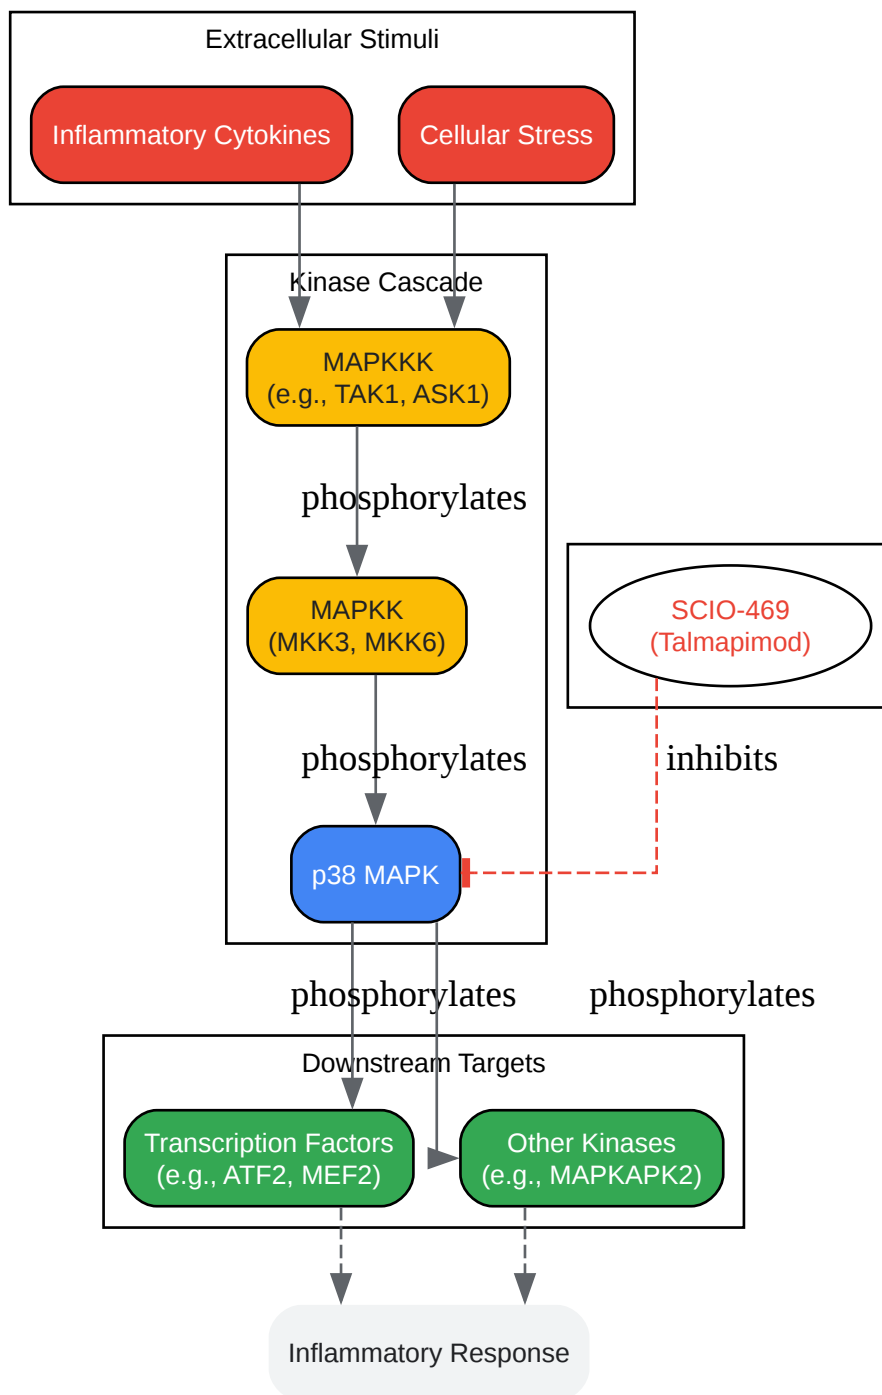 Extracellular Stimuli
Inflammatory Cytokines
Cellular Stress
Kinase Cascade
MAPKKK
(e.g., TAK1, ASK1)
phosphorylates
MAPKK
(MKK3, MKK6)
SCIO-469
(Talmapimod)
phosphorylates
inhibits
p38 MAPK
phosphorylates
phosphorylates
Downstream Targets
Transcription Factors
(e.g., ATF2, MEF2)
Other Kinases
(e.g., MAPKAPK2)
Inflammatory Response